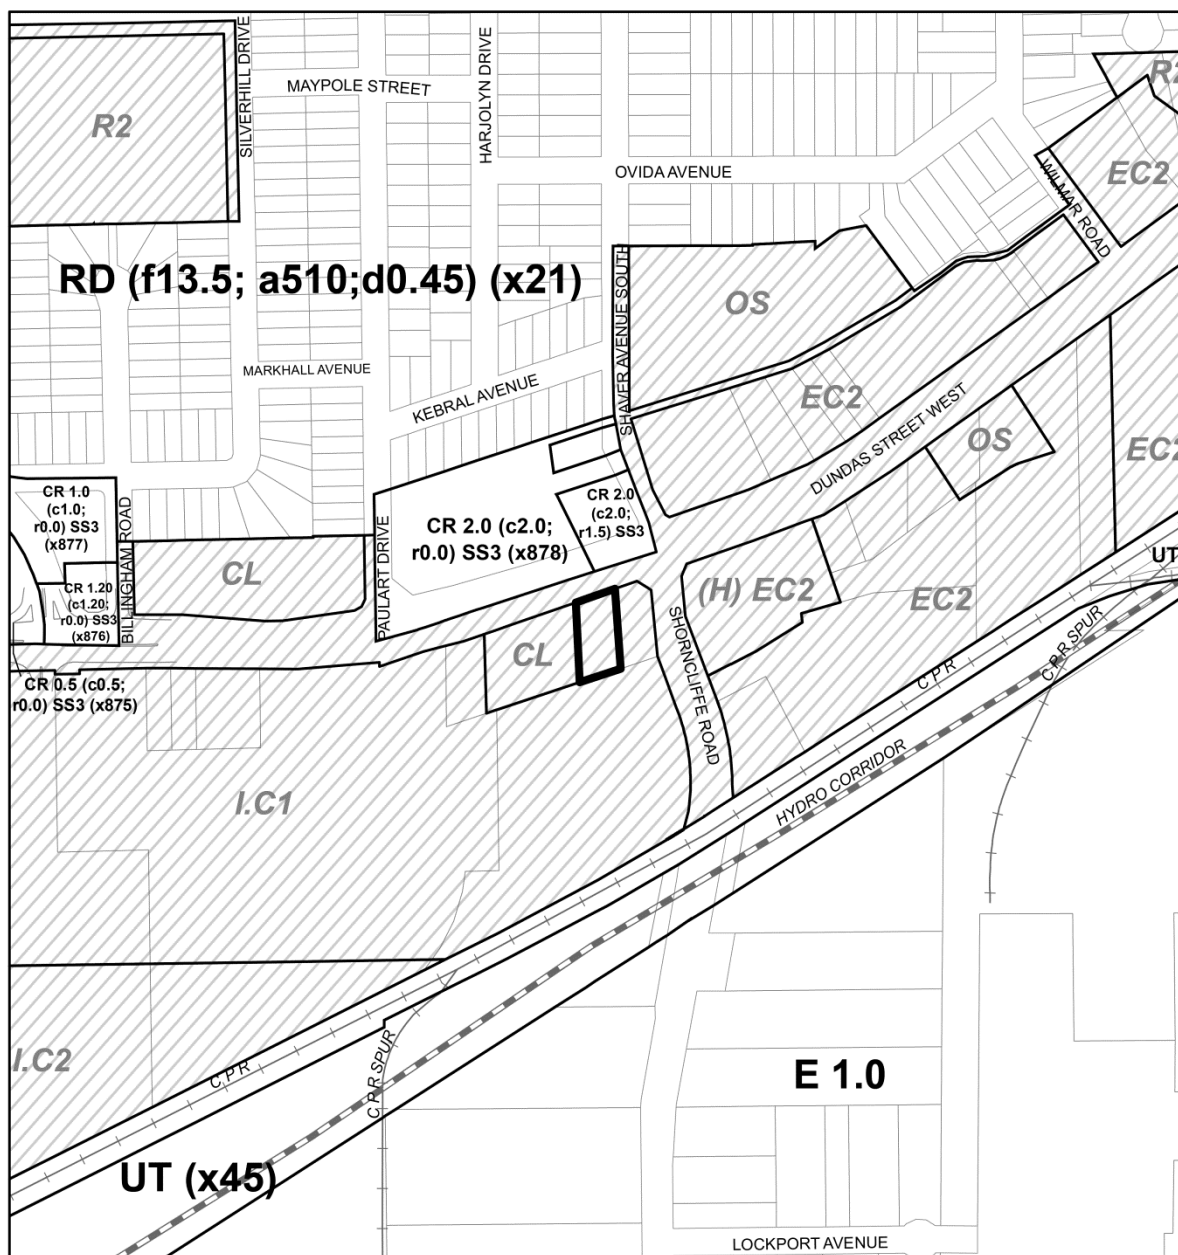 SILVERHILL DRIVE
HARJOLYN DRIVE
MAYPOLE STREET
R2
R2
OVIDA AVENUE
EC2
WILMAR ROAD
RD (f13.5; a510;d0.45) (x21)
SHAVER AVENUE SOUTH
OS
MARKHALL AVENUE
KEBRAL AVENUE
EC2
DUNDAS STREET WEST
OS
EC2
CR 1.0
(c1.0;
r0.0) SS3
(x877)
BILLINGHAM ROAD
PAULART DRIVE
CR 2.0 (c2.0;
r0.0) SS3 (x878)
CR 2.0
(c2.0;
r1.5) SS3
CL
CR 1.20
(c1.20;
r0.0) SS3
(x876)
(H) EC2
EC2
UT
SHORNCLIFFE ROAD
CL
C P R
C P R SPUR
CR 0.5 (c0.5;
r0.0) SS3 (x875)
HYDRO CORRIDOR
I.C1
I.C2
C P R
C P R SPUR
E 1.0
UT (x45)
LOCKPORT AVENUE